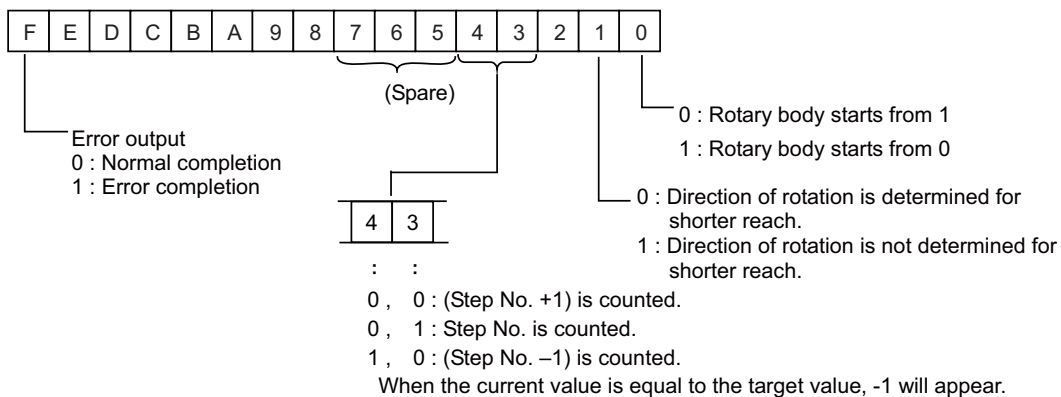 F E D C B A 9 8 7 6 5 4 3 2 1 0
(Spare)
0 : Rotary body starts from 1
1 : Rotary body starts from 0
Error output
0 : Normal completion
1 : Error completion
0 : Direction of rotation is determined for
shorter reach.
1 : Direction of rotation is not determined for
shorter reach.
4 3
: :
0 , 0 : (Step No. +1) is counted.
0 , 1 : Step No. is counted.
1 , 0 : (Step No. –1) is counted.
When the current value is equal to the target value, -1 will appear.